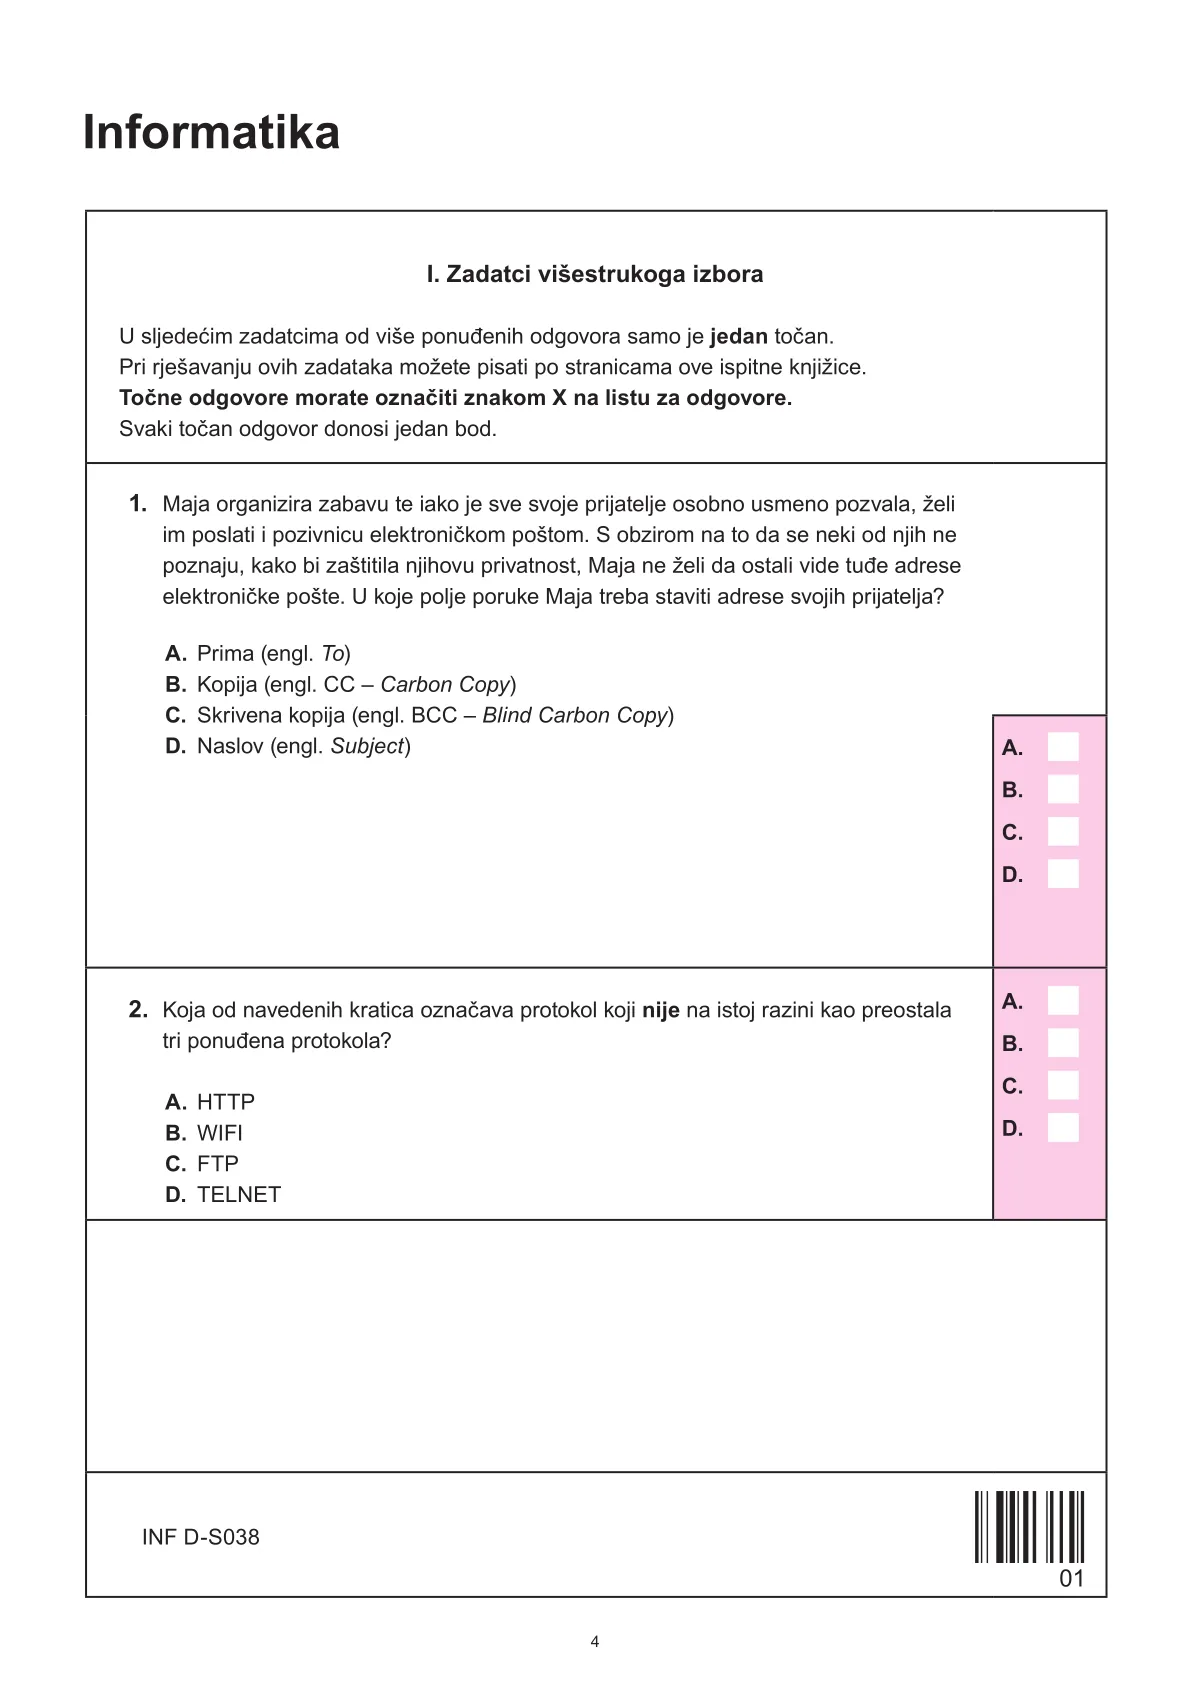 Informatika
I. Zadatci višestrukoga izbora
U sljedećim zadatcima od više ponuđenih odgovora samo je jedan točan.
Pri rješavanju ovih zadataka možete pisati po stranicama ove ispitne knjižice.
Točne odgovore morate označiti znakom X na listu za odgovore.
Svaki točan odgovor donosi jedan bod.
1. Maja organizira zabavu te iako je sve svoje prijatelje osobno usmeno pozvala, želi
im poslati i pozivnicu elektroničkom poštom. S obzirom na to da se neki od njih ne
poznaju, kako bi zaštitila njihovu privatnost, Maja ne želi da ostali vide tuđe adrese
elektroničke pošte. U koje polje poruke Maja treba staviti adrese svojih prijatelja?
A. Prima (engl. To)
B. Kopija (engl. CC – Carbon Copy)
C. Skrivena kopija (engl. BCC – Blind Carbon Copy)
D. Naslov (engl. Subject)
A.
B.
C.
D.
2. Koja od navedenih kratica označava protokol koji nije na istoj razini kao preostala
tri ponuđena protokola?
A. HTTP
B. WIFI
C. FTP
D. TELNET
A.
B.
C.
D.
INF D-S038
01
4